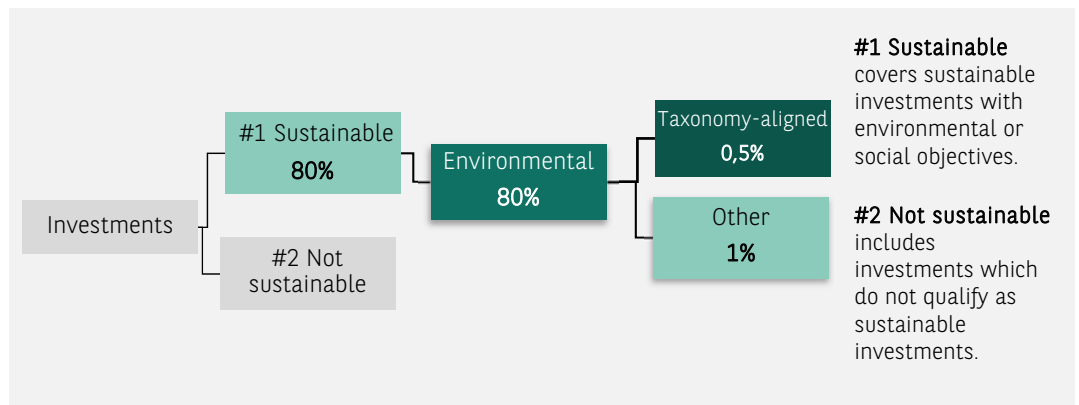 Investments
#1 Sustainable
80%
#2 Not
sustainable
Environmental
80%
Taxonomy-aligned
0,5%
Other
1%
#1 Sustainable
covers sustainable
investments with
environmental or
social objectives.
#2 Not sustainable
includes
investments which
do not qualify as
sustainable
investments.